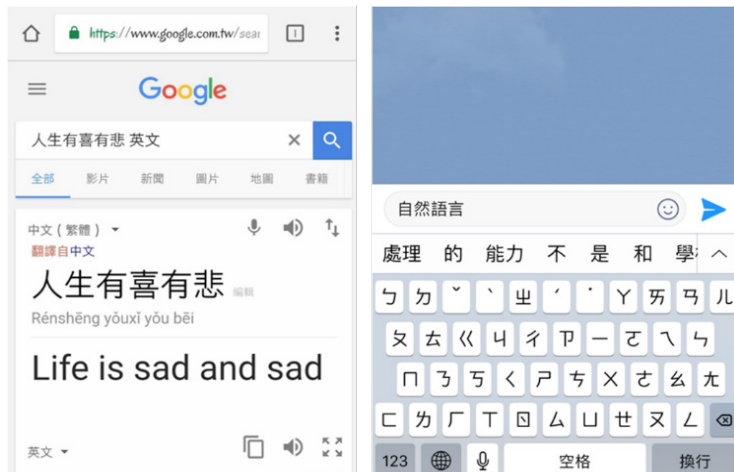 https://www.google.com.tw/sear
1
Google
人生有喜有悲 英文
全部 影片 新聞 圖片 地圖 書籍
中文 ( 繁體 )
翻譯自中文
人生有喜有悲 編輯
Rénshēng yǒuxǐ yǒu bēi
Life is sad and sad
英文
自然語言
處理 的 能力 不 是 和 學
ㄅ ㄉ ˇ ˋ ㄓ ˊ ˙ ㄚ ㄞ ㄢ ㄦ
ㄆ ㄊ ㄍ ㄐ ㄔ ㄗ ㄧ ㄛ ㄟ ㄣ
ㄇ ㄋ ㄎ ㄑ ㄕ ㄘ ㄨ ㄜ ㄠ ㄤ
ㄈ ㄌ ㄏ ㄒ ㄖ ㄙ ㄩ ㄝ ㄡ ㄥ
123 空格 換行